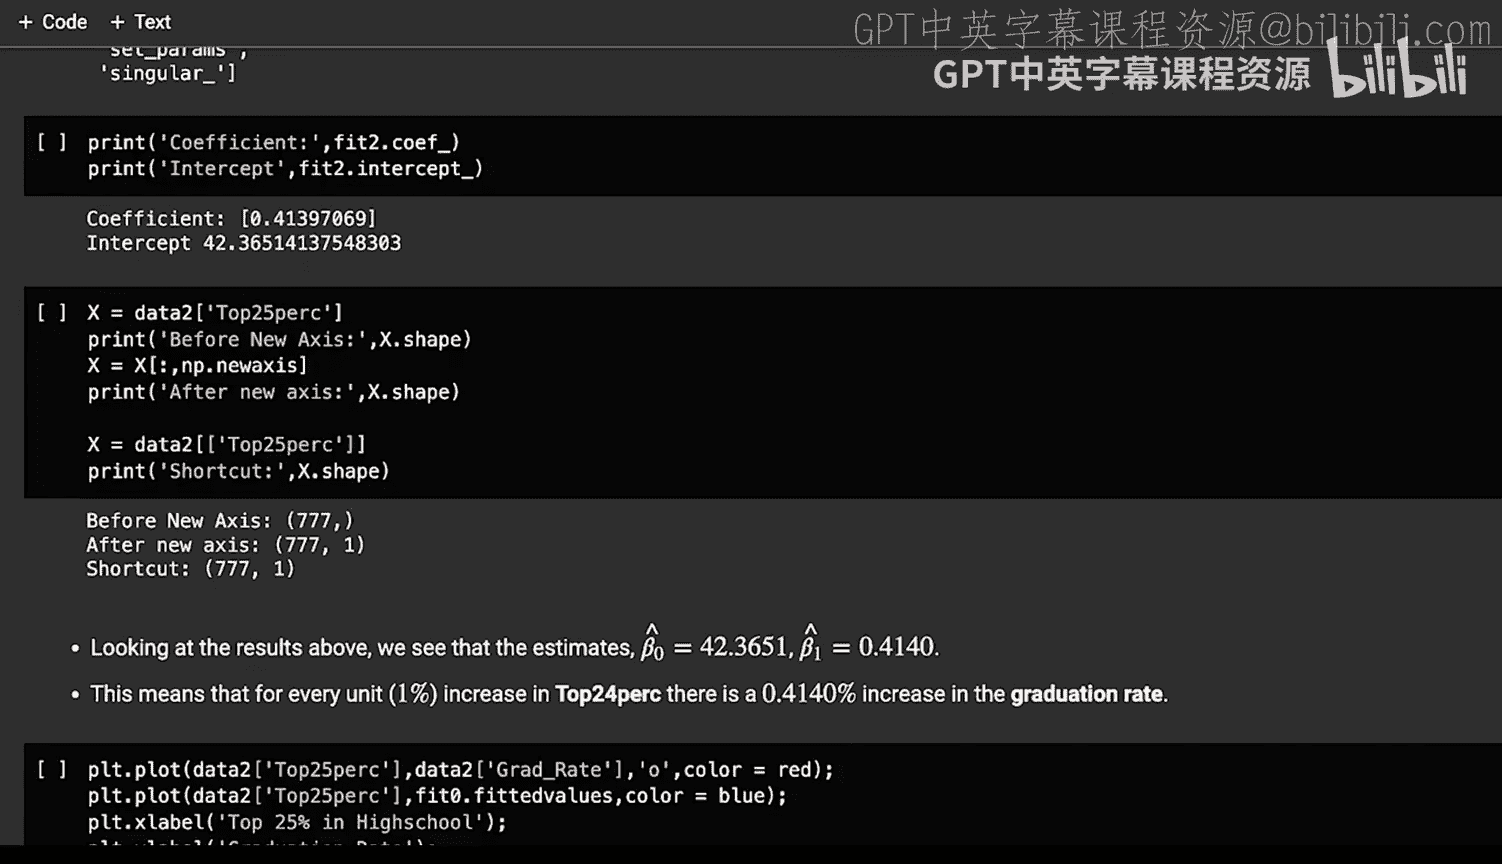 + Code + Text
GPT中英字幕课程资源@bilibili.com
GPT中英字幕课程资源 bilibili
'set_params',
'singular_']
[ ] print('Coefficient:',fit2.coef_)
print('Intercept',fit2.intercept_)
Coefficient: [0.41397069]
Intercept 42.36514137548303
[ ] X = data2['Top25perc']
print('Before New Axis:',X.shape)
X = X[:,np.newaxis]
print('After new axis:',X.shape)
X = data2[['Top25perc']]
print('Shortcut:',X.shape)
Before New Axis: (777,)
After new axis: (777, 1)
Shortcut: (777, 1)
• Looking at the results above, we see that the estimates, β̂₀ = 42.3651, β̂₁ = 0.4140.
• This means that for every unit (1%) increase in Top24perc there is a 0.4140% increase in the graduation rate.
[ ] plt.plot(data2['Top25perc'],data2['Grad_Rate'],'o',color = red);
plt.plot(data2['Top25perc'],fit0.fittedvalues,color = blue);
plt.xlabel('Top 25% in Highschool');